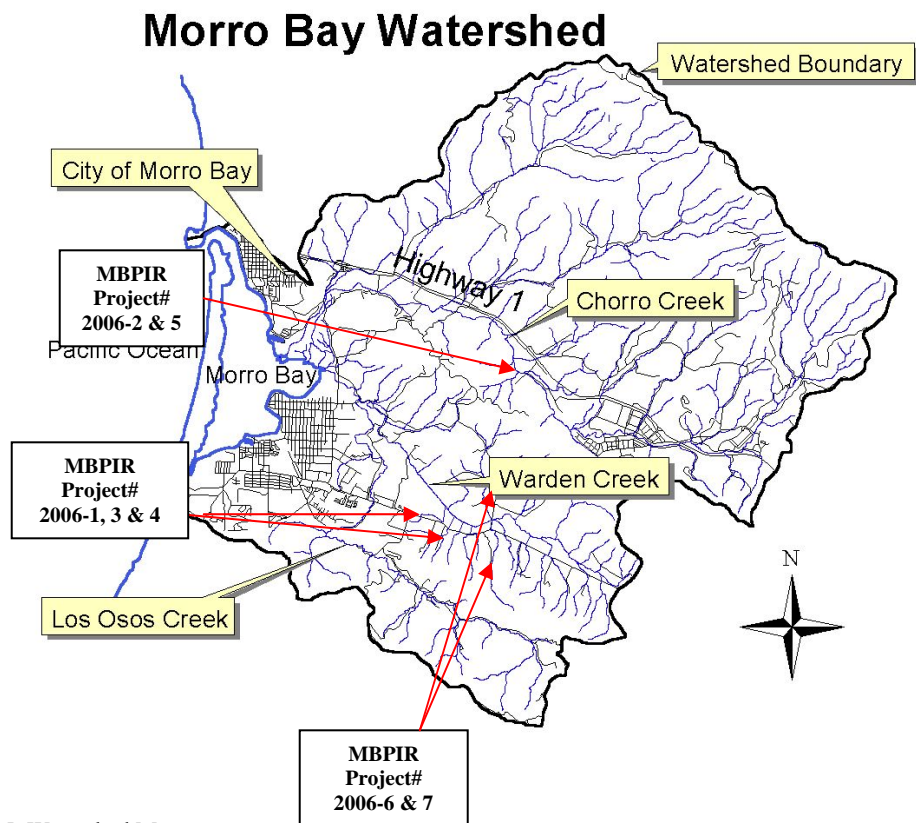 Morro Bay Watershed
Watershed Boundary
City of Morro Bay
Highway 1
MBPIR
Project#
2006-2 & 5
Chorro Creek
Pacific Ocean
Morro Bay
MBPIR
Project#
2006-1, 3 & 4
Warden Creek
N
Los Osos Creek
MBPIR
Project#
2006-6 & 7